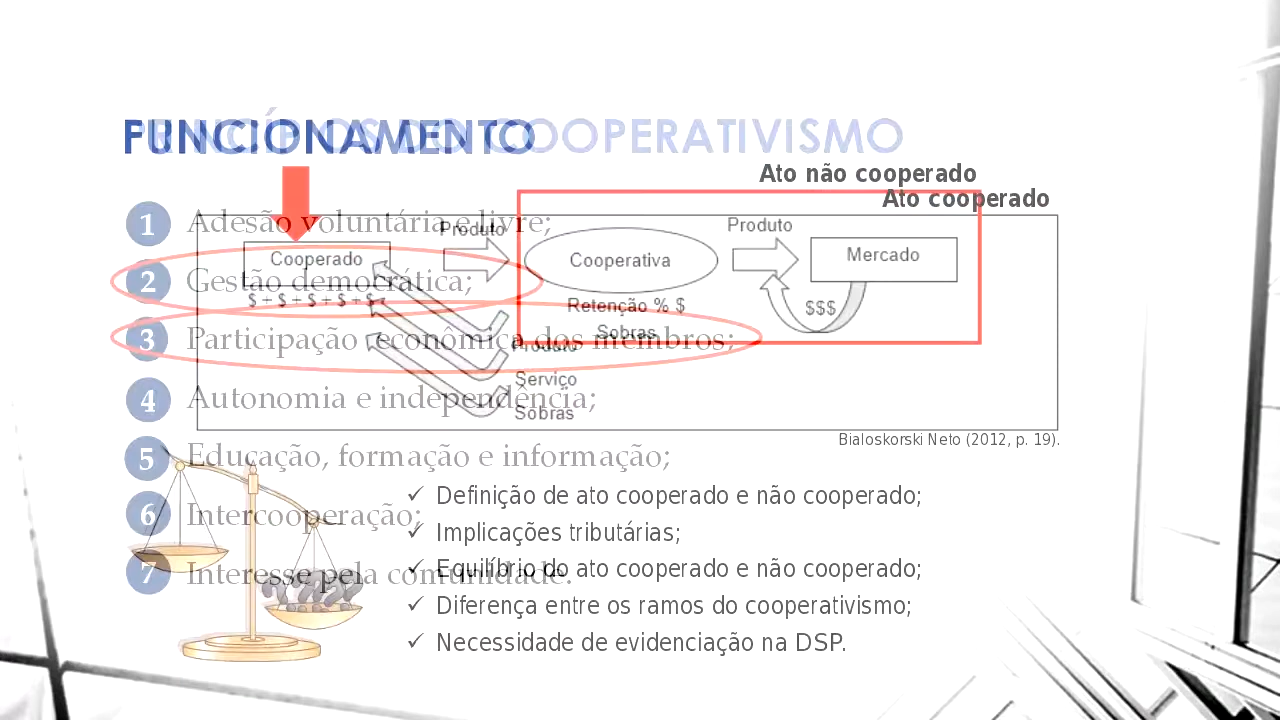 FUNCIONAMENTO
PRINCÍPIOS DO COOPERATIVISMO
Ato não cooperado
Ato cooperado
1 Adesão voluntária e livre;
2 Gestão democrática;
3 Participação econômica dos membros;
4 Autonomia e independência;
5 Educação, formação e informação;
6 Intercooperação;
7 Interesse pela comunidade.
Cooperado
$ + $ + $ + $ + $
Produto
Cooperativa
Retenção % $
Sobras
Produto
Mercado
$$$
Produto
Serviço
Sobras
Bialoskorski Neto (2012, p. 19).
✓ Definição de ato cooperado e não cooperado;
✓ Implicações tributárias;
✓ Equilíbrio do ato cooperado e não cooperado;
✓ Diferença entre os ramos do cooperativismo;
✓ Necessidade de evidenciação na DSP.